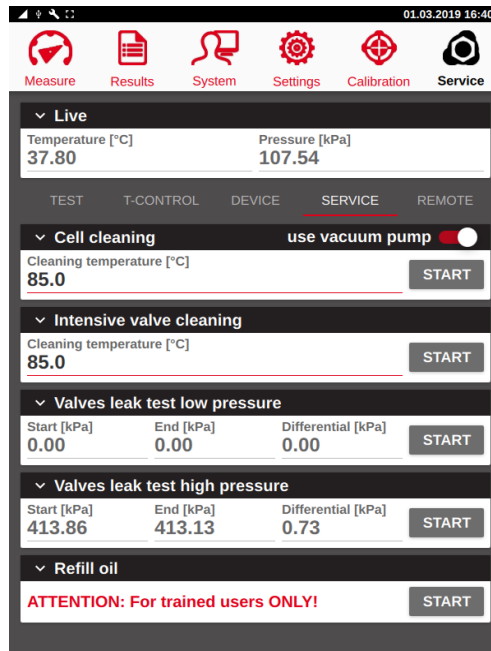 01.03.2019 16:40
Measure Results System Settings Calibration Service
Live
Temperature [°C] Pressure [kPa]
37.80 107.54
TEST T-CONTROL DEVICE SERVICE REMOTE
Cell cleaning use vacuum pump
Cleaning temperature [°C]
85.0 START
Intensive valve cleaning
Cleaning temperature [°C]
85.0 START
Valves leak test low pressure
Start [kPa] End [kPa] Differential [kPa]
0.00 0.00 0.00 START
Valves leak test high pressure
Start [kPa] End [kPa] Differential [kPa]
413.86 413.13 0.73 START
Refill oil
ATTENTION: For trained users ONLY! START